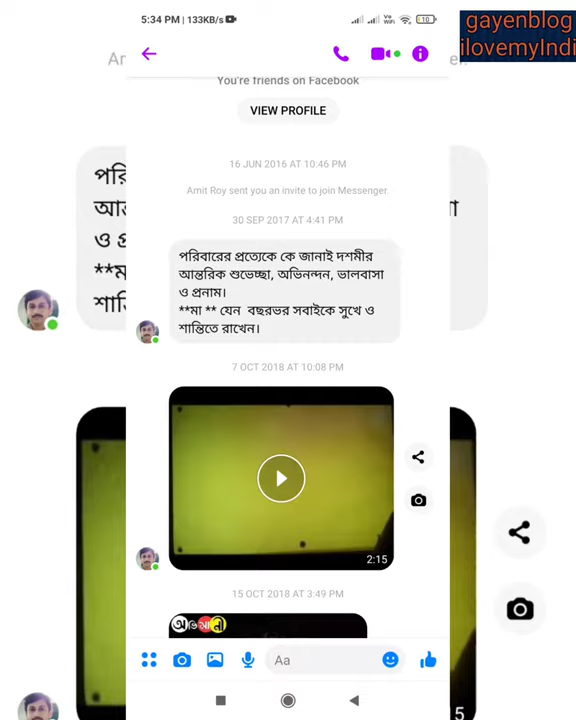 5:34 PM | 133KB/s
10
gayenblog
ilovemyIndi
You're friends on Facebook
VIEW PROFILE
16 JUN 2016 AT 10:46 PM
Amit Roy sent you an invite to join Messenger.
30 SEP 2017 AT 4:41 PM
পরিবারের প্রত্যেকে কে জানাই দশমীর
আন্তরিক শুভেচ্ছা, অভিনন্দন, ভালবাসা
ও প্রনাম।
**মা ** যেন বছরভর সবাইকে সুখে ও
শান্তিতে রাখেন।
7 OCT 2018 AT 10:08 PM
2:15
15 OCT 2018 AT 3:49 PM
অভিমানী
Aa